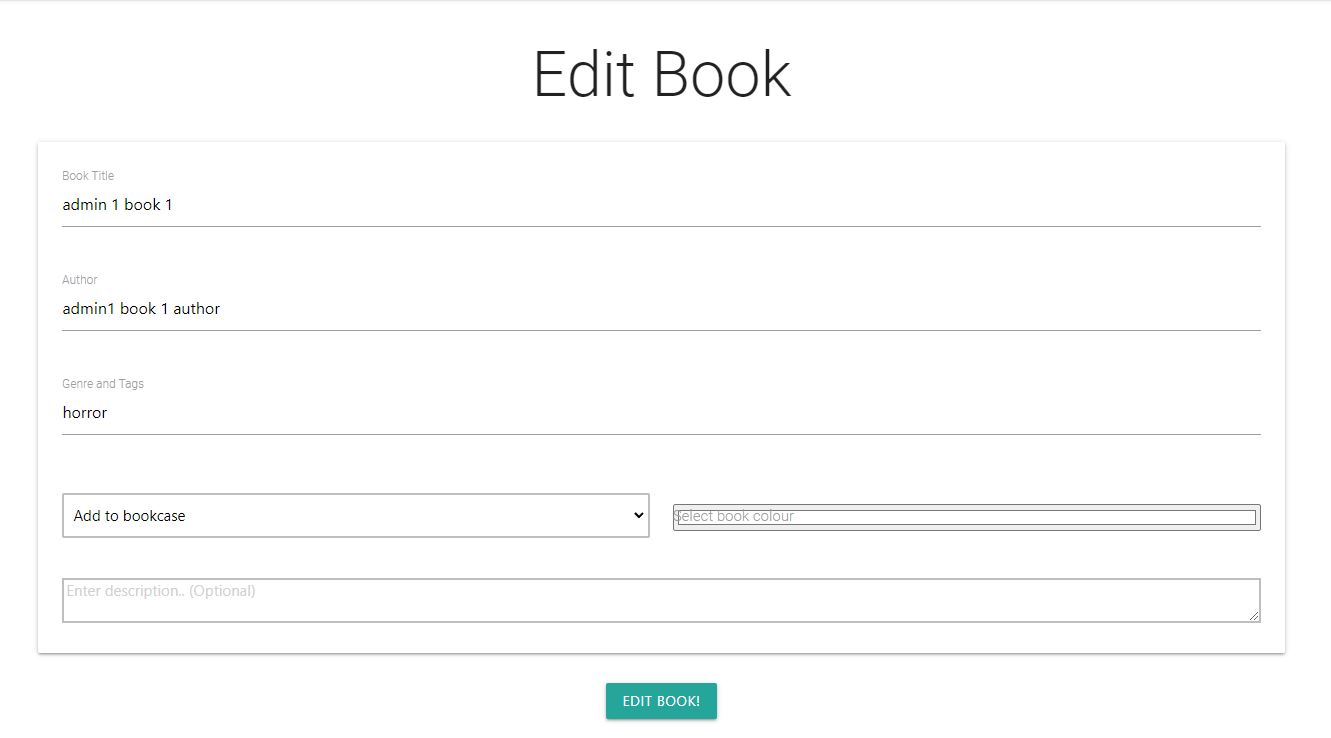 Edit Book
Book Title
admin 1 book 1
Author
admin1 book 1 author
Genre and Tags
horror
Add to bookcase
Select book colour
Enter description.. (Optional)
EDIT BOOK!